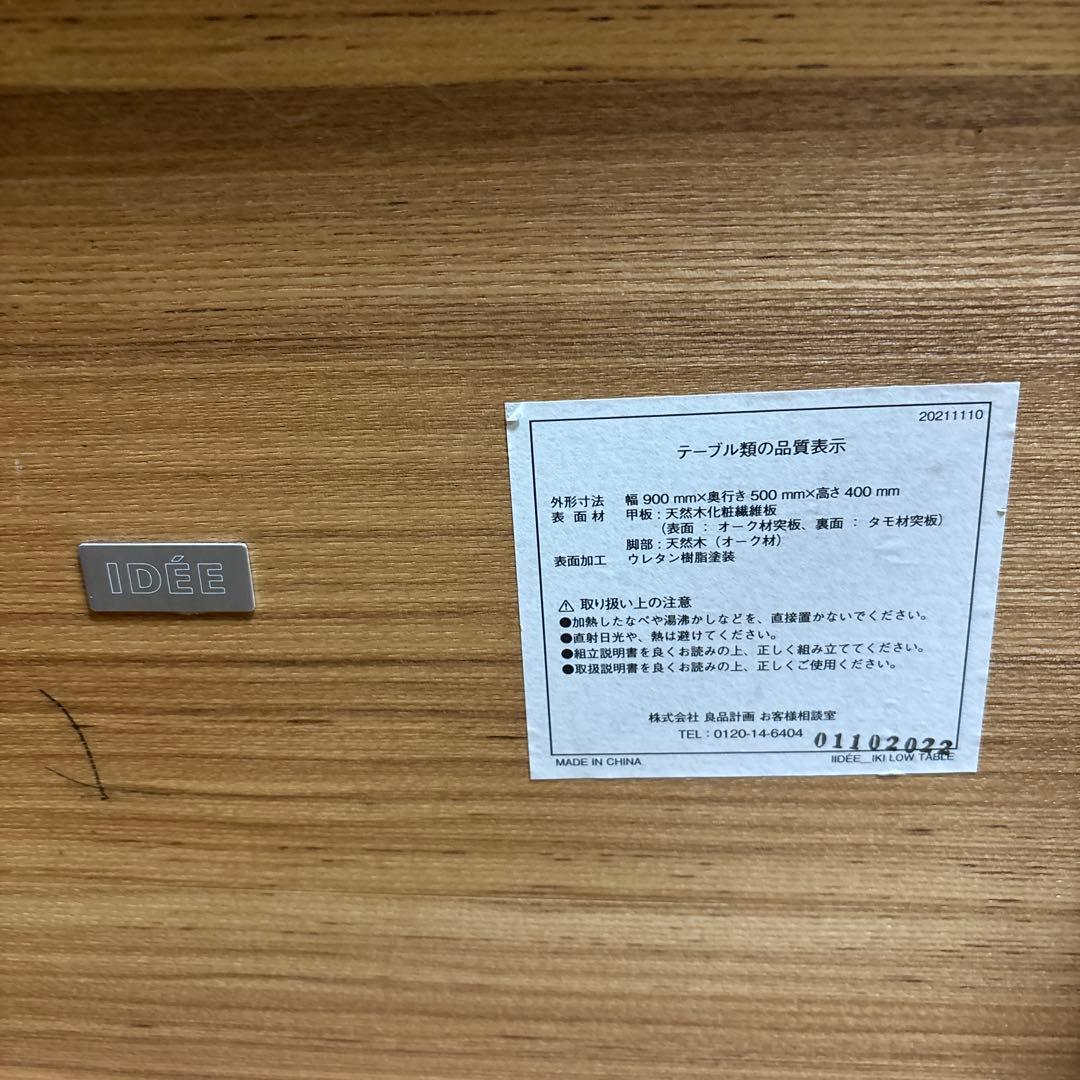 IDÉE
20211110
テーブル類の品質表示
外形寸法 幅 900 mm×奥行き 500 mm×高さ 400 mm
表 面 材 甲板：天然木化粧繊維板
（表面 ： オーク材突板、裏面 ： タモ材突板）
脚部：天然木（オーク材）
表面加工 ウレタン樹脂塗装
⚠ 取り扱い上の注意
●加熱したなべや湯沸かしなどを、直接置かないでください。
●直射日光や、熱は避けてください。
●組立説明書を良くお読みの上、正しく組み立ててください。
●取扱説明書を良くお読みの上、正しくご使用ください。
株式会社 良品計画 お客様相談室
TEL：0120-14-6404
01102022
MADE IN CHINA
IIDÉE__IKI LOW TABLE